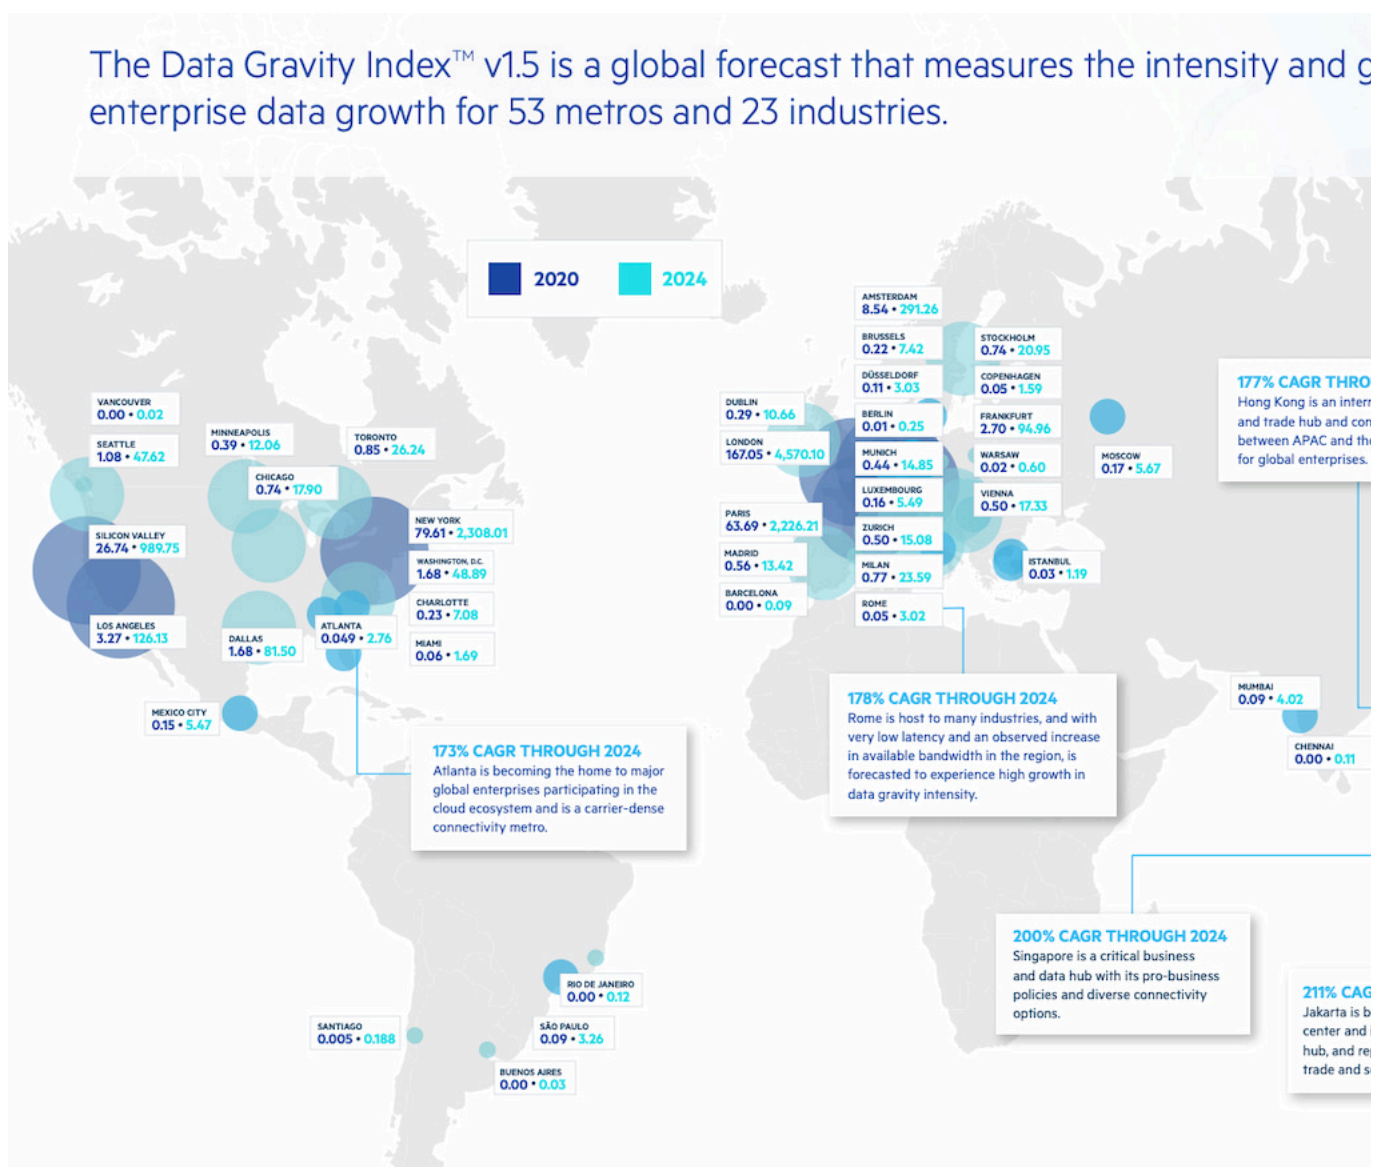 The Data Gravity Index™ v1.5 is a global forecast that measures the intensity and g
enterprise data growth for 53 metros and 23 industries.
2020
2024
VANCOUVER
0.00 • 0.02
SEATTLE
1.08 • 47.62
MINNEAPOLIS
0.39 • 12.06
TORONTO
0.85 • 26.24
CHICAGO
0.74 • 17.90
SILICON VALLEY
26.74 • 989.75
NEW YORK
79.61 • 2,308.01
WASHINGTON, D.C.
1.68 • 48.89
CHARLOTTE
0.23 • 7.08
MIAMI
0.06 • 1.69
LOS ANGELES
3.27 • 126.13
DALLAS
1.68 • 81.50
ATLANTA
0.049 • 2.76
MEXICO CITY
0.15 • 5.47
173% CAGR THROUGH 2024
Atlanta is becoming the home to major
global enterprises participating in the
cloud ecosystem and is a carrier-dense
connectivity metro.
RIO DE JANEIRO
0.00 • 0.12
SANTIAGO
0.005 • 0.188
SÃO PAULO
0.09 • 3.26
BUENOS AIRES
0.00 • 0.03
DUBLIN
0.29 • 10.66
LONDON
167.05 • 4,570.10
PARIS
63.69 • 2,226.21
MADRID
0.56 • 13.42
BARCELONA
0.00 • 0.09
AMSTERDAM
8.54 • 291.26
BRUSSELS
0.22 • 7.42
DÜSSELDORF
0.11 • 3.03
BERLIN
0.01 • 0.25
MUNICH
0.44 • 14.85
LUXEMBOURG
0.16 • 5.49
ZURICH
0.50 • 15.08
MILAN
0.77 • 23.59
ROME
0.05 • 3.02
STOCKHOLM
0.74 • 20.95
COPENHAGEN
0.05 • 1.59
FRANKFURT
2.70 • 94.96
WARSAW
0.02 • 0.60
VIENNA
0.50 • 17.33
ISTANBUL
0.03 • 1.19
MOSCOW
0.17 • 5.67
178% CAGR THROUGH 2024
Rome is host to many industries, and with
very low latency and an observed increase
in available bandwidth in the region, is
forecasted to experience high growth in
data gravity intensity.
177% CAGR THRO
Hong Kong is an intern
and trade hub and con
between APAC and the
for global enterprises.
MUMBAI
0.09 • 4.02
CHENNAI
0.00 • 0.11
200% CAGR THROUGH 2024
Singapore is a critical business
and data hub with its pro-business
policies and diverse connectivity
options.
211% CAG
Jakarta is b
center and
hub, and re
trade and s